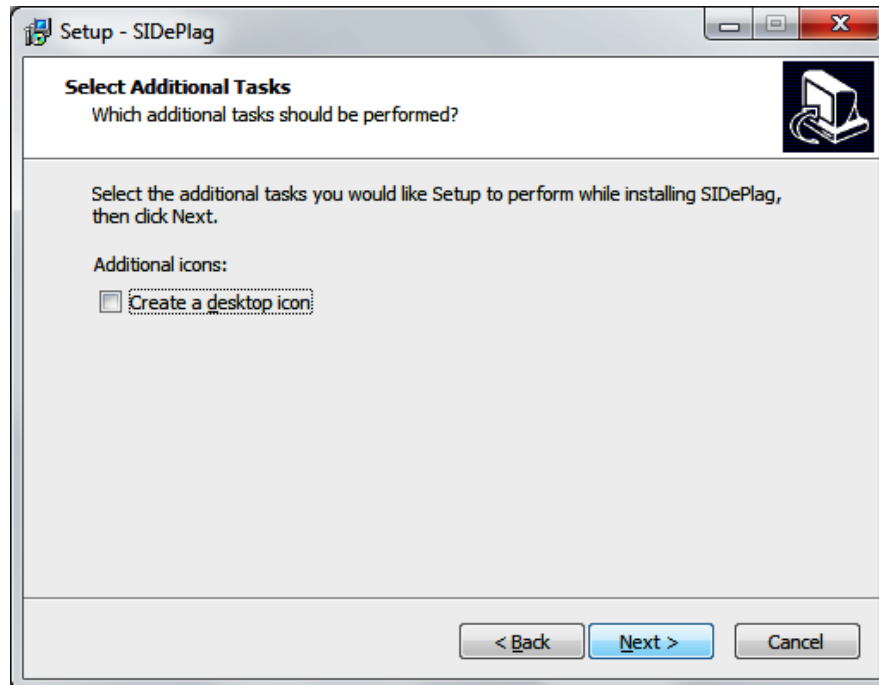 Setup - SIDePlag
Select Additional Tasks
Which additional tasks should be performed?
Select the additional tasks you would like Setup to perform while installing SIDePlag,
then click Next.
Additional icons:
Create a desktop icon
< Back Next > Cancel